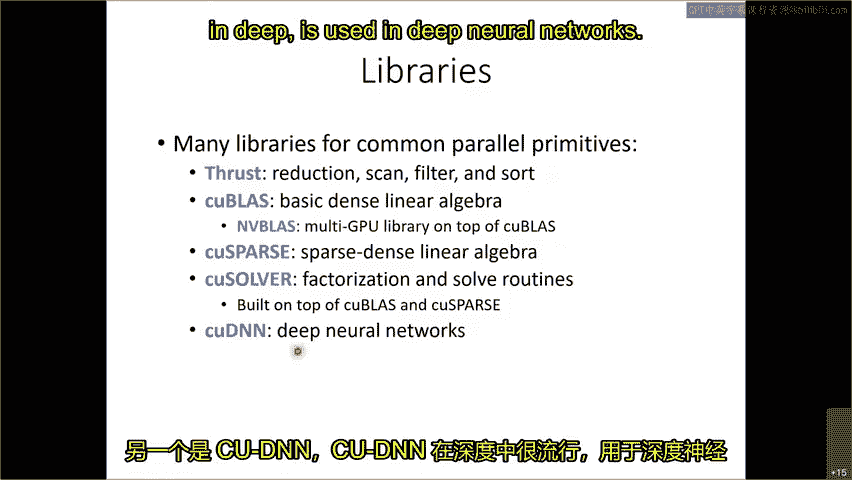 in deep, is used in deep neural networks.
Libraries
• Many libraries for common parallel primitives:
• Thrust: reduction, scan, filter, and sort
• cuBLAS: basic dense linear algebra
• NVBLAS: multi-GPU library on top of cuBLAS
• cuSPARSE: sparse-dense linear algebra
• cuSOLVER: factorization and solve routines
• Built on top of cuBLAS and cuSPARSE
• cuDNN: deep neural networks
另一个是 CU-DNN，CU-DNN 在深度中很流行，用于深度神经
+15